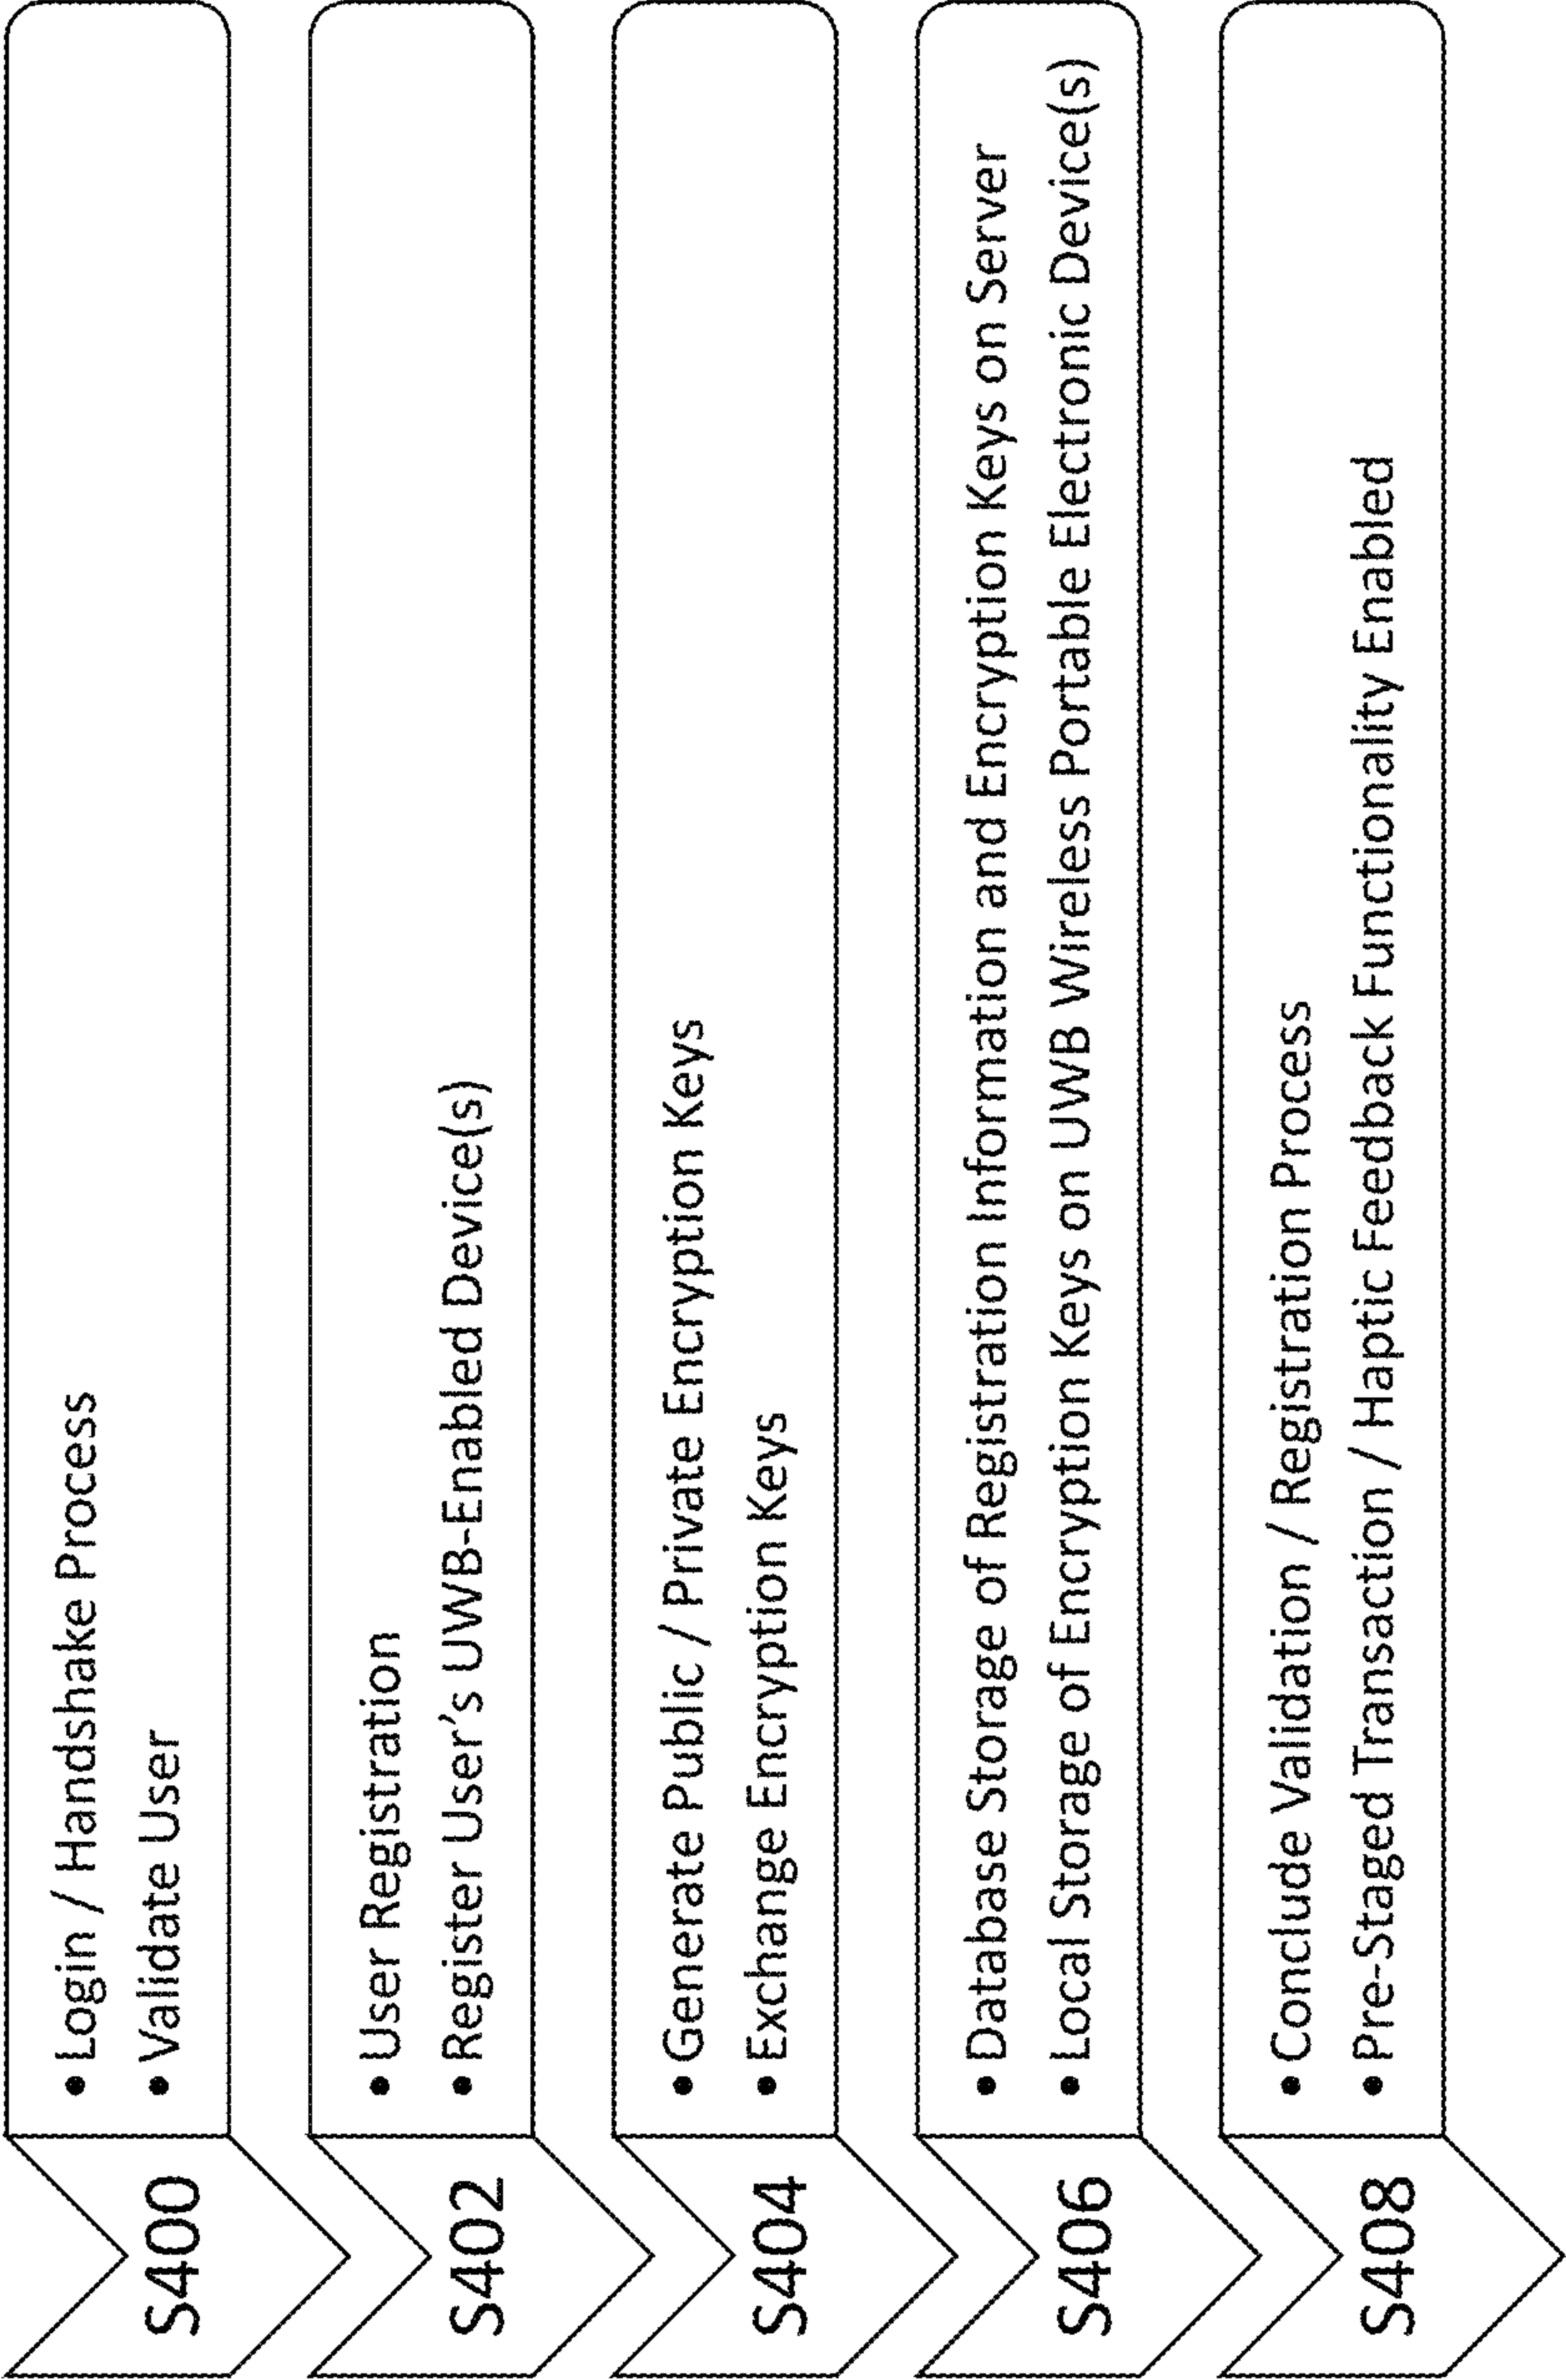 S400
• Login / Handshake Process
• Validate User
S402
• User Registration
• Register User’s UWB-Enabled Device(s)
S404
• Generate Public / Private Encryption Keys
• Exchange Encryption Keys
S406
• Database Storage of Registration Information and Encryption Keys on Server
• Local Storage of Encryption Keys on UWB Wireless Portable Electronic Device(s)
S408
• Conclude Validation / Registration Process
• Pre-Staged Transaction / Haptic Feedback Functionality Enabled